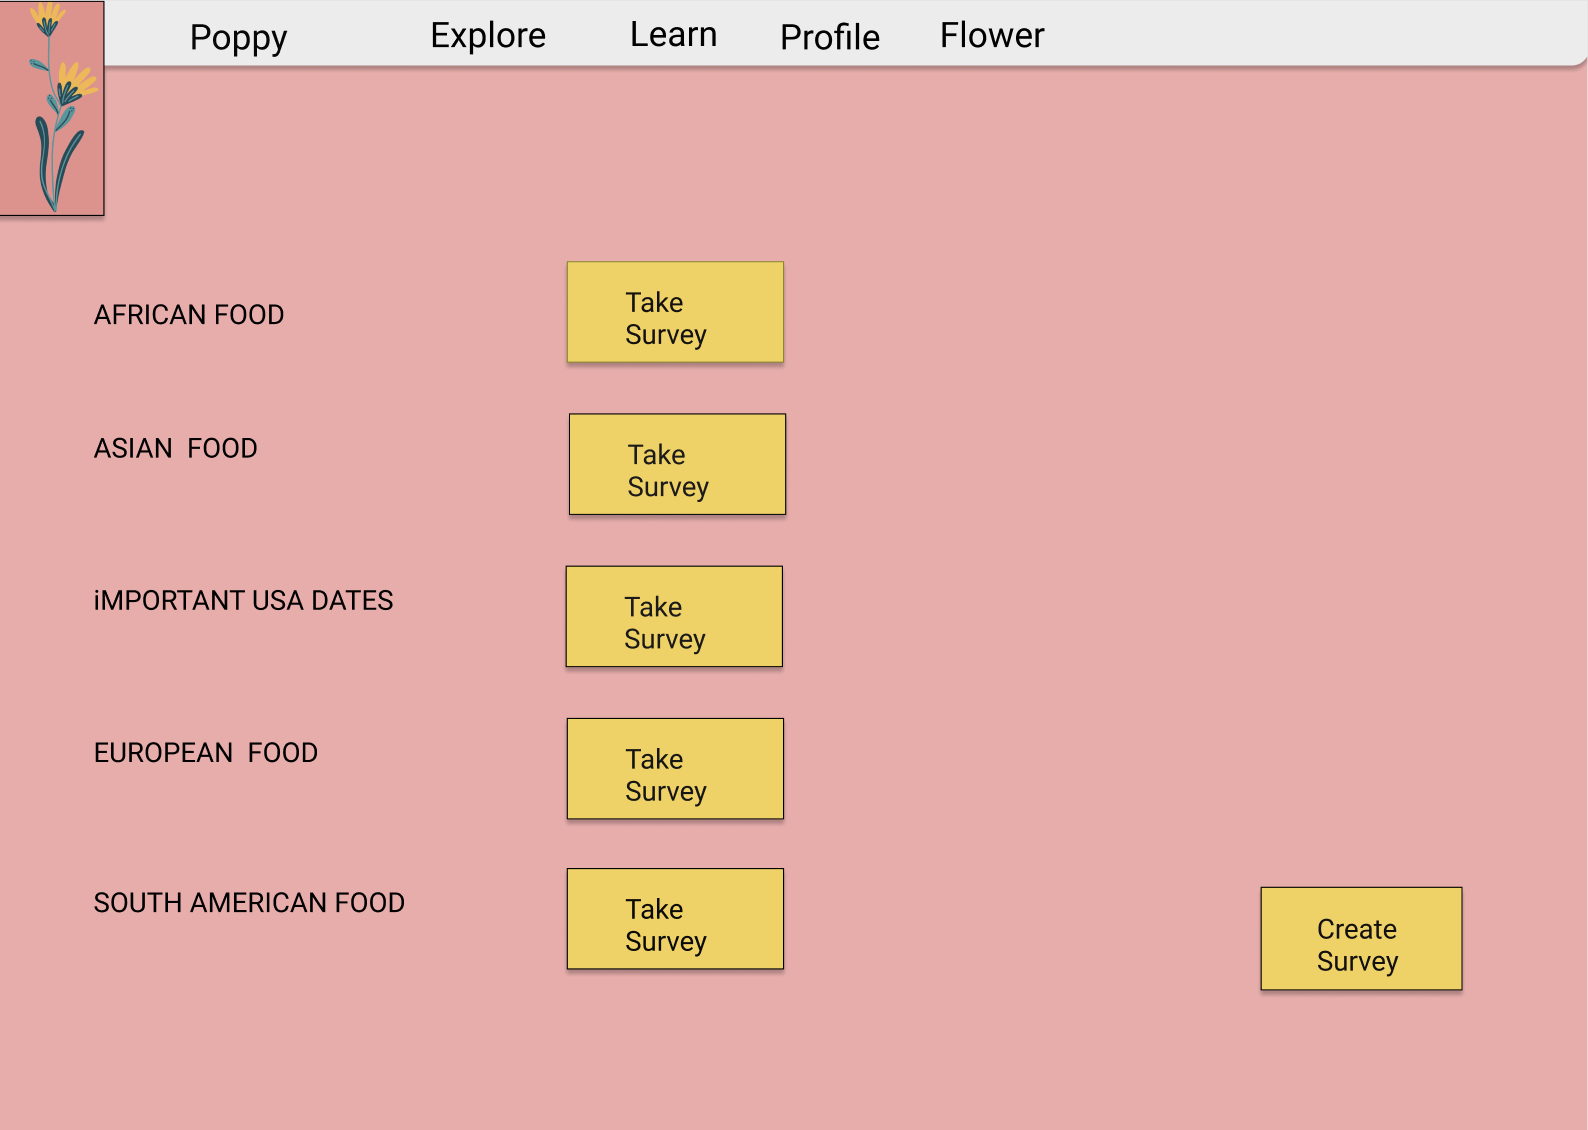 Poppy Explore Learn Profile Flower
AFRICAN FOOD
Take
Survey
ASIAN  FOOD
Take
Survey
iMPORTANT USA DATES
Take
Survey
EUROPEAN  FOOD
Take
Survey
SOUTH AMERICAN FOOD
Take
Survey
Create
Survey